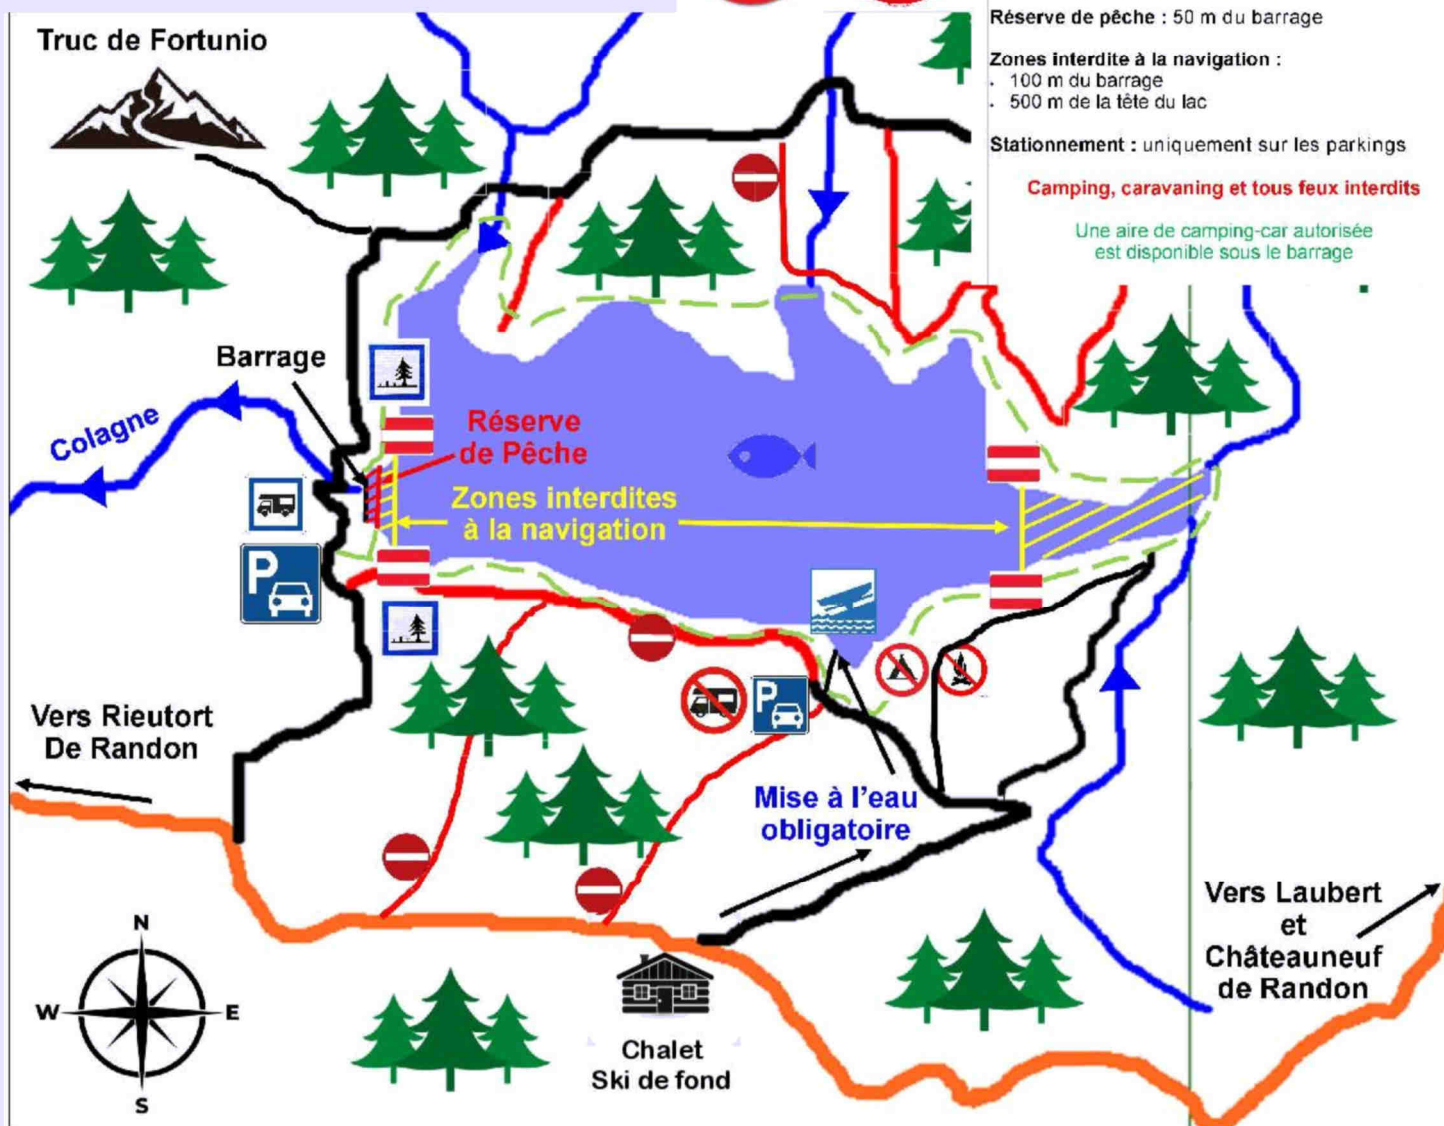 Réserve de pêche : 50 m du barrage
Zones interdite à la navigation :
. 100 m du barrage
. 500 m de la tête du lac
Stationnement : uniquement sur les parkings
Camping, caravaning et tous feux interdits
Une aire de camping-car autorisée
est disponible sous le barrage
Truc de Fortunio
Barrage
Colagne
Réserve
de Pêche
Zones interdites
à la navigation
P
P
Vers Rieutort
De Randon
Mise à l'eau
obligatoire
Vers Laubert
et
Châteauneuf
de Randon
Chalet
Ski de fond
N
W
E
S